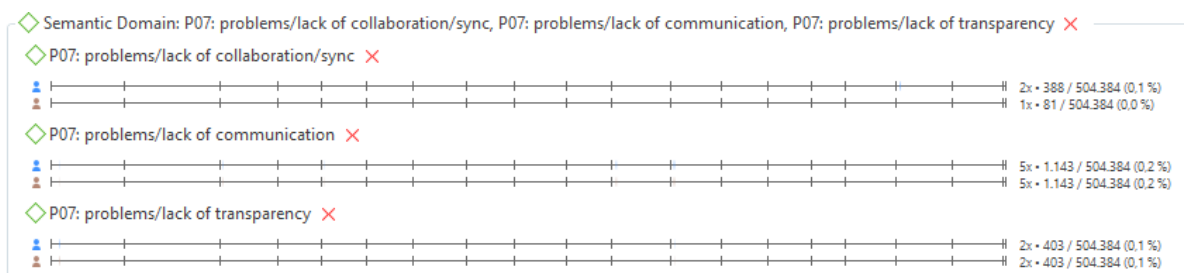 Semantic Domain: P07: problems/lack of collaboration/sync, P07: problems/lack of communication, P07: problems/lack of transparency
P07: problems/lack of collaboration/sync
2x • 388 / 504.384 (0,1 %)
1x • 81 / 504.384 (0,0 %)
P07: problems/lack of communication
5x • 1.143 / 504.384 (0,2 %)
5x • 1.143 / 504.384 (0,2 %)
P07: problems/lack of transparency
2x • 403 / 504.384 (0,1 %)
2x • 403 / 504.384 (0,1 %)